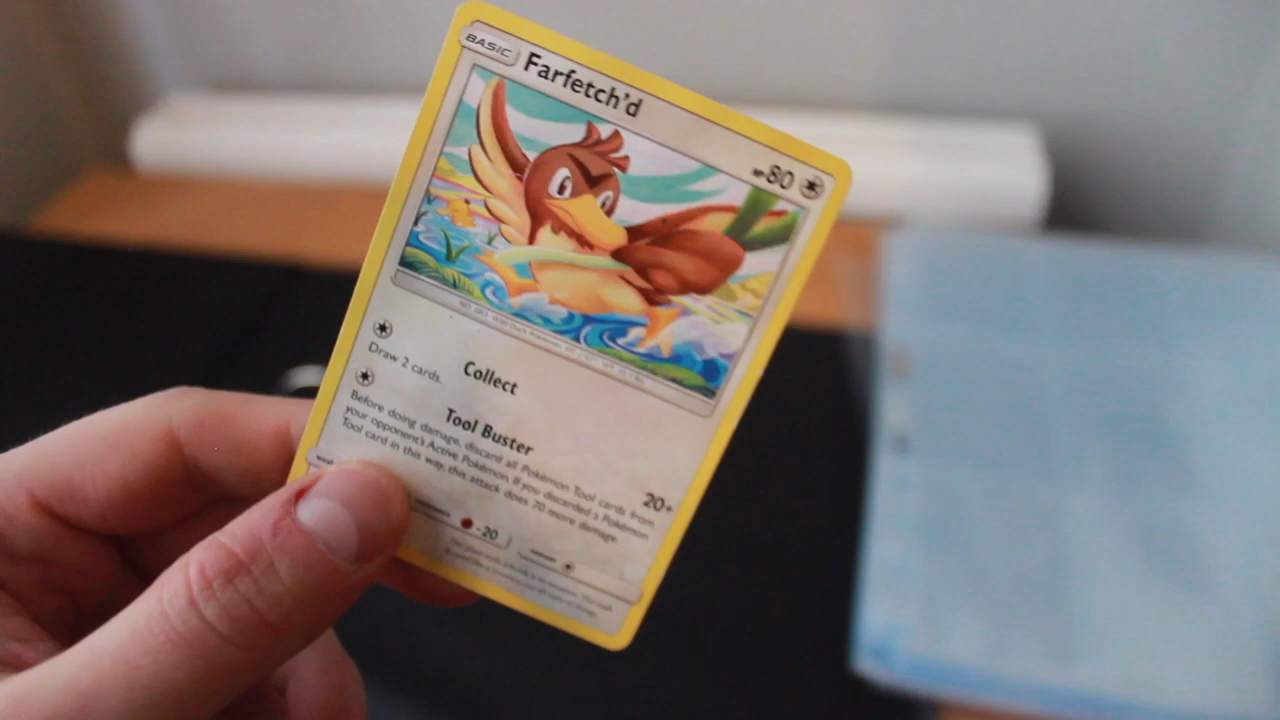 BASIC
Farfetch'd
HP 80
Collect
Draw 2 cards.
Tool Buster
20+
Before doing damage, discard all Pokémon Tool cards from
your opponent's Active Pokémon. If you discarded a Pokémon
Tool card in this way, this attack does 70 more damage.
-20